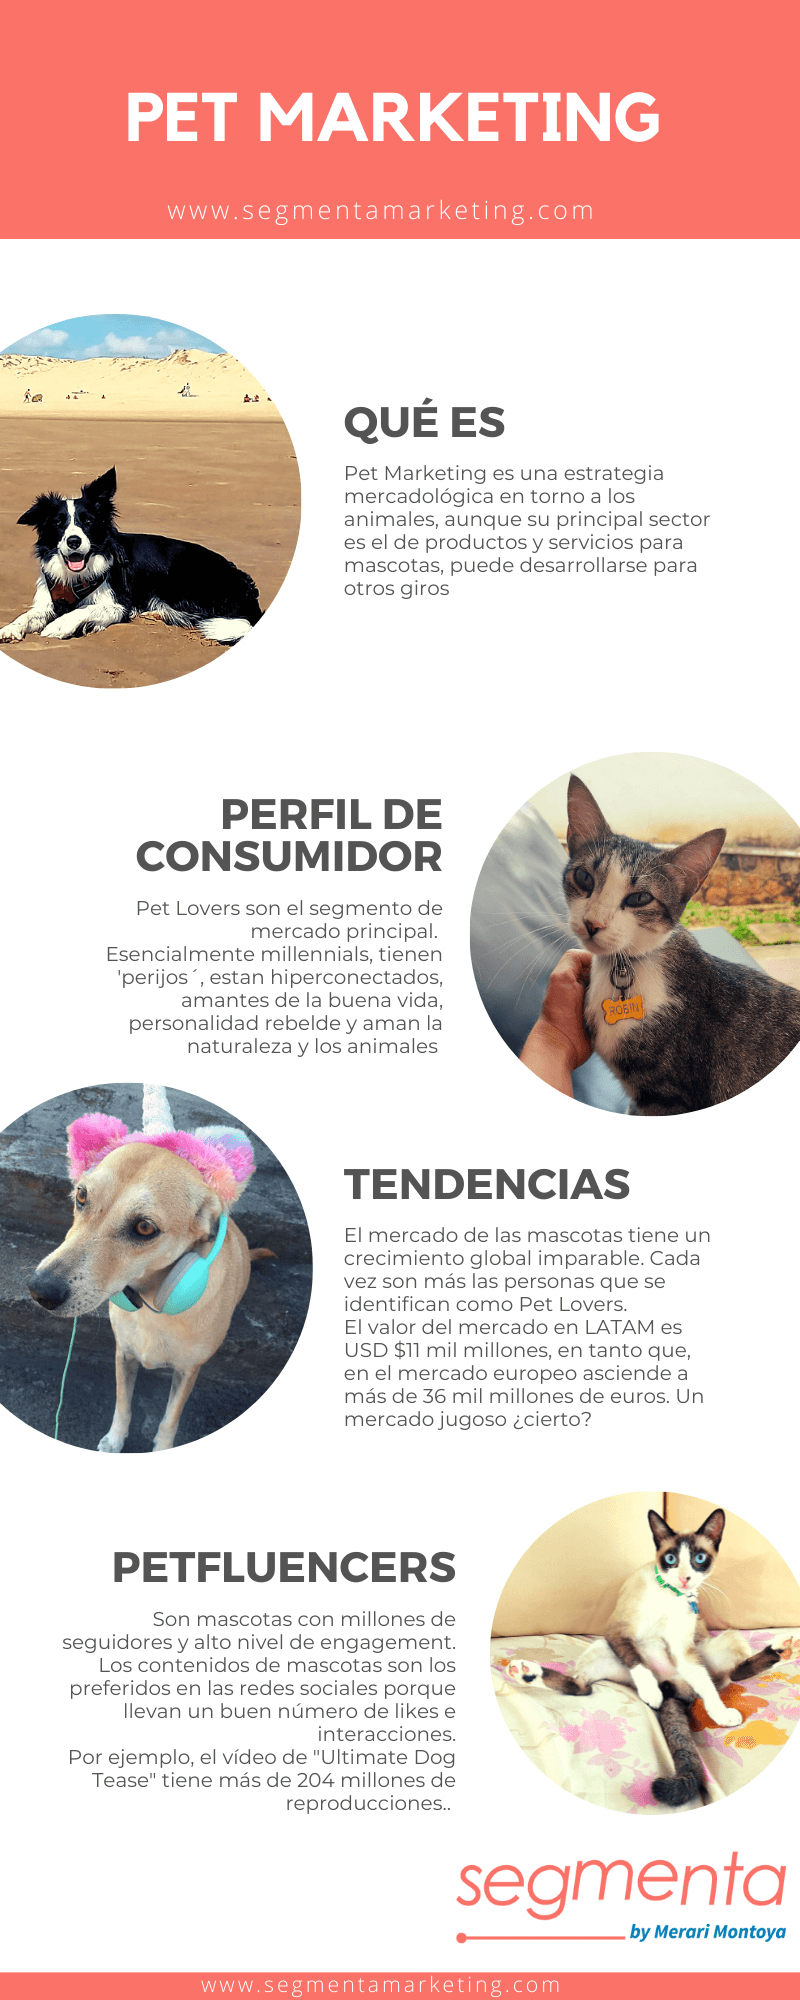 PET MARKETING
www.segmentamarketing.com
QUÉ ES
Pet Marketing es una estrategia
mercadológica en torno a los
animales, aunque su principal sector
es el de productos y servicios para
mascotas, puede desarrollarse para
otros giros
PERFIL DE
CONSUMIDOR
Pet Lovers son el segmento de
mercado principal.
Esencialmente millennials, tienen
'perijos´, estan hiperconectados,
amantes de la buena vida,
personalidad rebelde y aman la
naturaleza y los animales
ROBIN
TENDENCIAS
El mercado de las mascotas tiene un
crecimiento global imparable. Cada
vez son más las personas que se
identifican como Pet Lovers.
El valor del mercado en LATAM es
USD $11 mil millones, en tanto que,
en el mercado europeo asciende a
más de 36 mil millones de euros. Un
mercado jugoso ¿cierto?
PETFLUENCERS
Son mascotas con millones de
seguidores y alto nivel de engagement.
Los contenidos de mascotas son los
preferidos en las redes sociales porque
llevan un buen número de likes e
interacciones.
Por ejemplo, el vídeo de "Ultimate Dog
Tease" tiene más de 204 millones de
reproducciones..
segmenta
by Merari Montoya
www.segmentamarketing.com